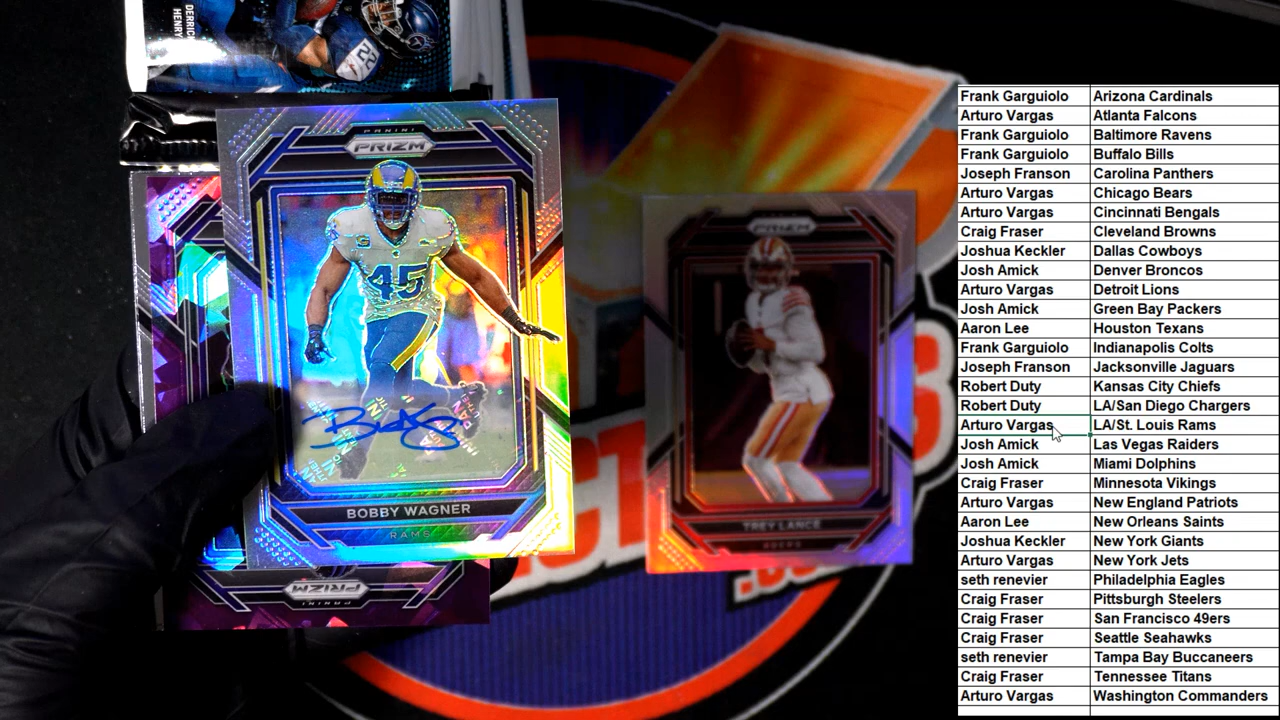 DERRICK
HENRY
22
PANINI
PRIZM
45
BOBBY WAGNER
RAMS
PRIZM
PANINI
PRIZM
TREY LANCE
49ERS
Frank Garguiolo Arizona Cardinals
Arturo Vargas Atlanta Falcons
Frank Garguiolo Baltimore Ravens
Frank Garguiolo Buffalo Bills
Joseph Franson Carolina Panthers
Arturo Vargas Chicago Bears
Arturo Vargas Cincinnati Bengals
Craig Fraser Cleveland Browns
Joshua Keckler Dallas Cowboys
Josh Amick Denver Broncos
Arturo Vargas Detroit Lions
Josh Amick Green Bay Packers
Aaron Lee Houston Texans
Frank Garguiolo Indianapolis Colts
Joseph Franson Jacksonville Jaguars
Robert Duty Kansas City Chiefs
Robert Duty LA/San Diego Chargers
Arturo Vargas LA/St. Louis Rams
Josh Amick Las Vegas Raiders
Josh Amick Miami Dolphins
Craig Fraser Minnesota Vikings
Arturo Vargas New England Patriots
Aaron Lee New Orleans Saints
Joshua Keckler New York Giants
Arturo Vargas New York Jets
seth renevier Philadelphia Eagles
Craig Fraser Pittsburgh Steelers
Craig Fraser San Francisco 49ers
Craig Fraser Seattle Seahawks
seth renevier Tampa Bay Buccaneers
Craig Fraser Tennessee Titans
Arturo Vargas Washington Commanders